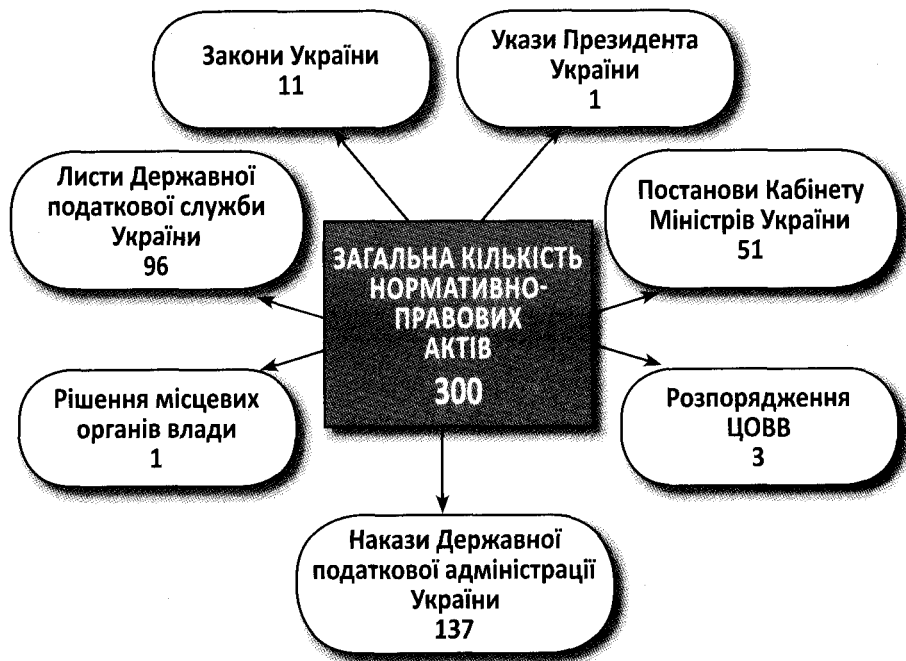 Закони України
11
Укази Президента
України
1
Листи Державної
податкової служби
України
96
Постанови Кабінету
Міністрів України
51
ЗАГАЛЬНА КІЛЬКІСТЬ
НОРМАТИВНО-
ПРАВОВИХ
АКТІВ
300
Рішення місцевих
органів влади
1
Розпорядження
ЦОВВ
3
Накази Державної
податкової адміністрації
України
137